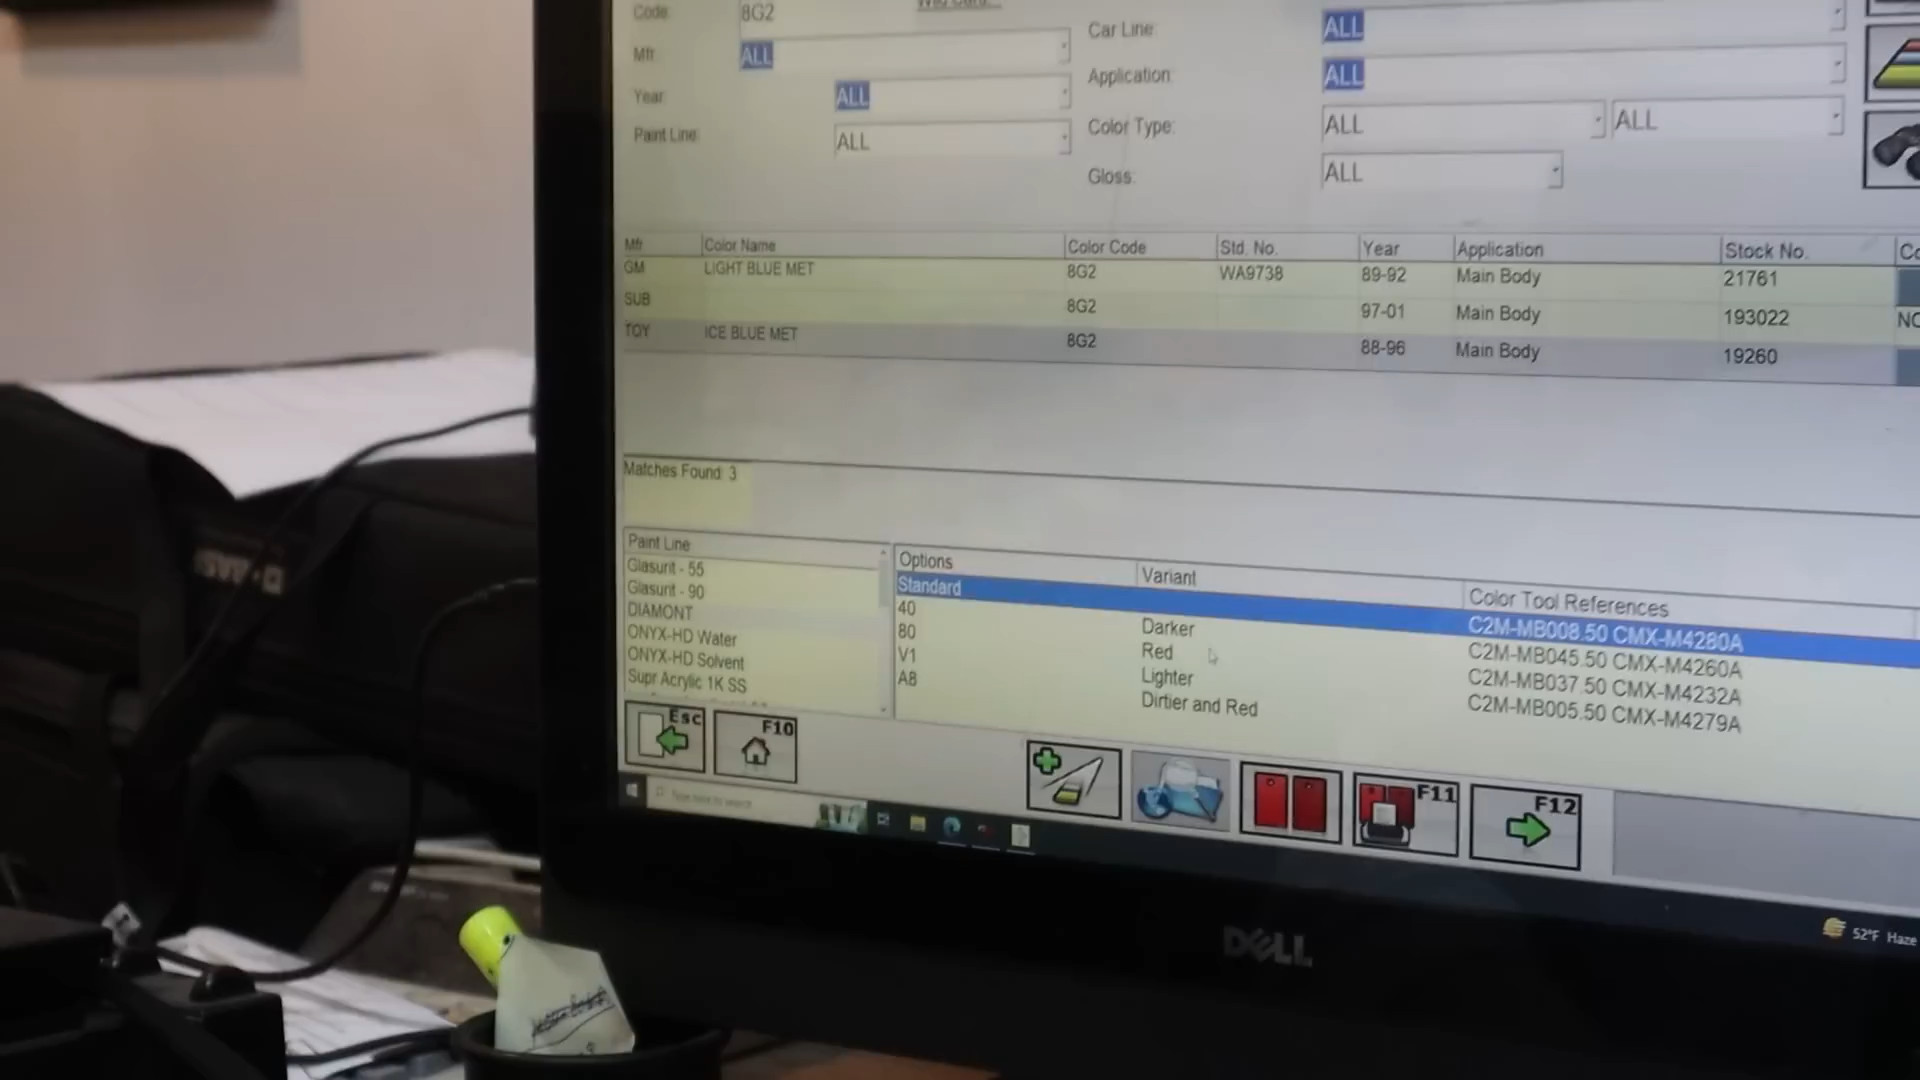 Code: 8G2
Car Line: ALL
Mfr: ALL
Application: ALL
Year: ALL
Color Type: ALL ALL
Paint Line: ALL
Gloss: ALL
Mfr Color Name Color Code Std. No. Year Application Stock No.
GM LIGHT BLUE MET 8G2 WA9738 89-92 Main Body 21761
SUB 8G2 97-01 Main Body 193022
TOY ICE BLUE MET 8G2 88-96 Main Body 19260
Matches Found: 3
Paint Line
Glasurit - 55
Glasurit - 90
DIAMONT
ONYX-HD Water
ONYX-HD Solvent
Supr Acrylic 1K SS
Options Variant Color Tool References
Standard C2M-MB008.50 CMX-M4280A
40 Darker C2M-MB045.50 CMX-M4260A
80 Red C2M-MB037.50 CMX-M4232A
V1 Lighter C2M-MB005.50 CMX-M4279A
A8 Dirtier and Red
Esc F10 F11 F12
Type here to search
52°F Haze
DELL